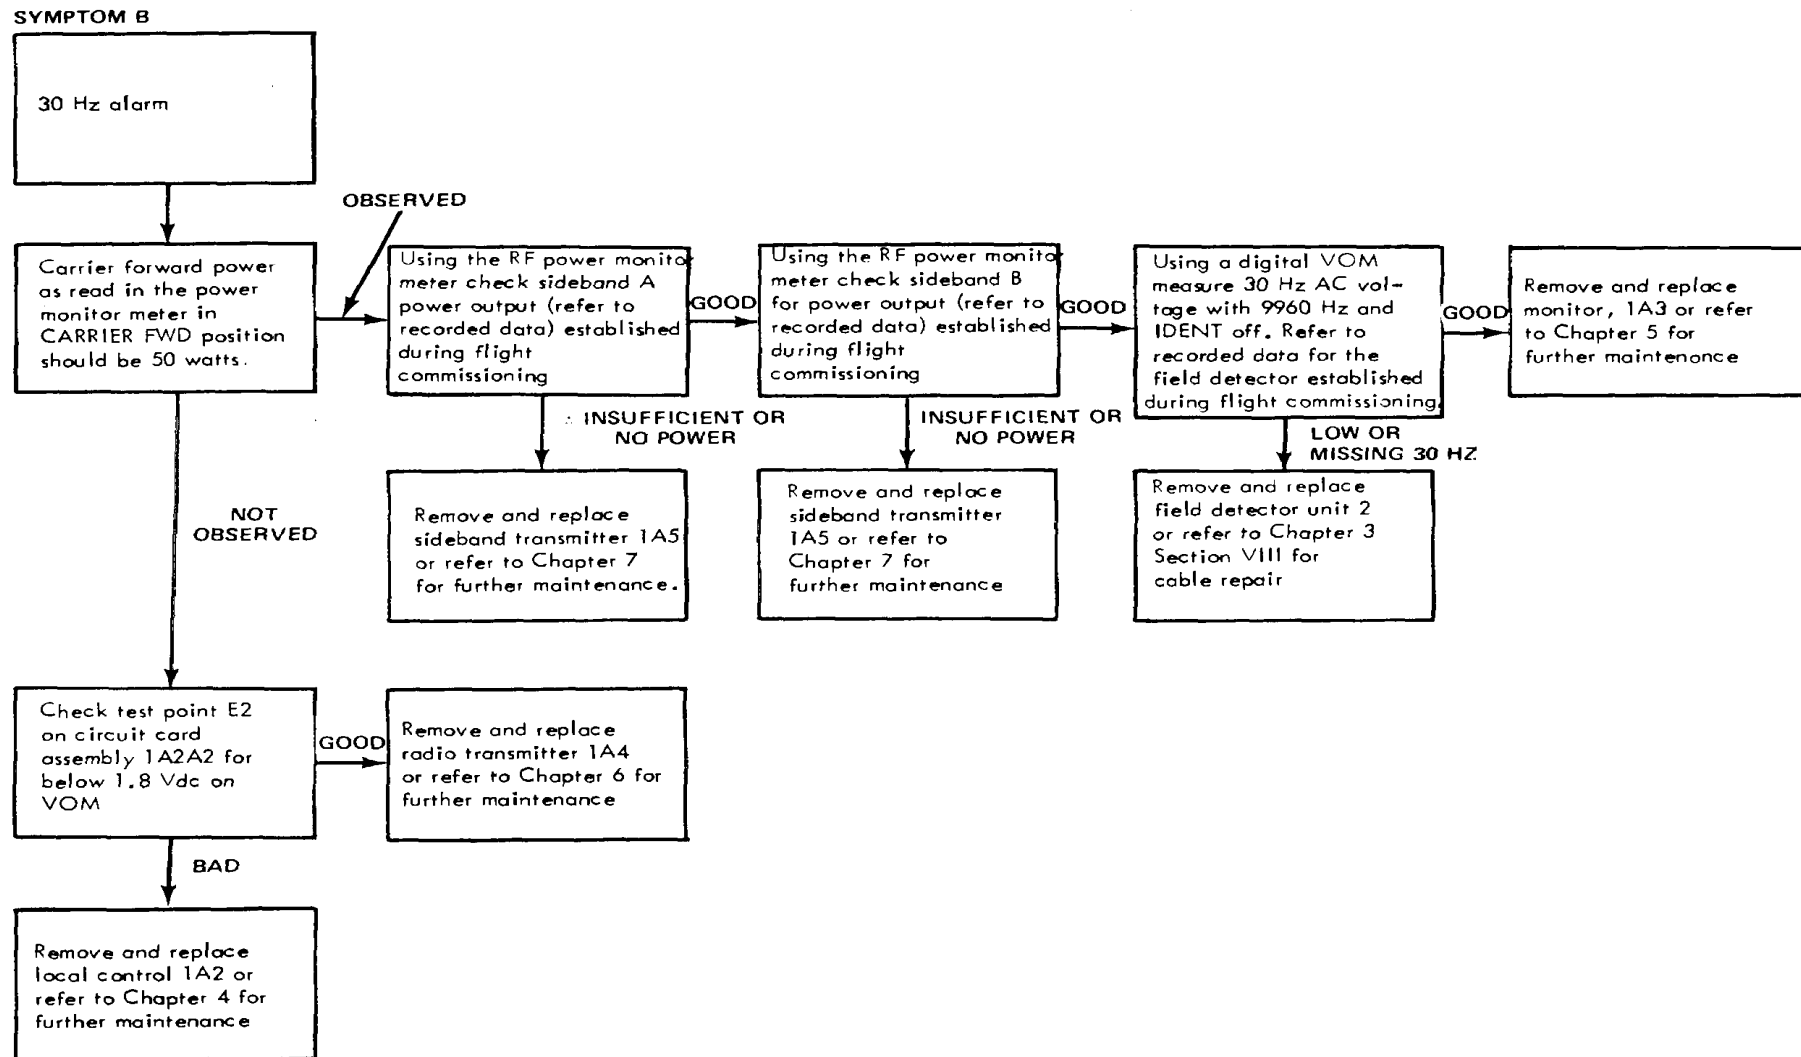 SYMPTOM B
30 Hz alarm
OBSERVED
Carrier forward power
as read in the power
monitor meter in
CARRIER FWD position
should be 50 watts.
Using the RF power monito
meter check sideband A
power output (refer to
recorded data) established
during flight
commissioning
GOOD
Using the RF power monito
meter check sideband B
for power output (refer to
recorded data) established
during flight
commissioning
GOOD
Using a digital VOM
measure 30 Hz AC vol-
tage with 9960 Hz and
IDENT off. Refer to
recorded data for the
field detector established
during flight commissioning.
GOOD
Remove and replace
monitor, 1A3 or refer
to Chapter 5 for
further maintenance
INSUFFICIENT OR
NO POWER
INSUFFICIENT OR
NO POWER
LOW OR
MISSING 30 HZ
NOT
OBSERVED
Remove and replace
sideband transmitter 1A5
or refer to Chapter 7
for further maintenance.
Remove and replace
sideband transmitter
1A5 or refer to
Chapter 7 for
further maintenance
Remove and replace
field detector unit 2
or refer to Chapter 3
Section VIII for
cable repair
Check test point E2
on circuit card
assembly 1A2A2 for
below 1.8 Vdc on
VOM
GOOD
Remove and replace
radio transmitter 1A4
or refer to Chapter 6 for
further maintenance
BAD
Remove and replace
local control 1A2 or
refer to Chapter 4 for
further maintenance